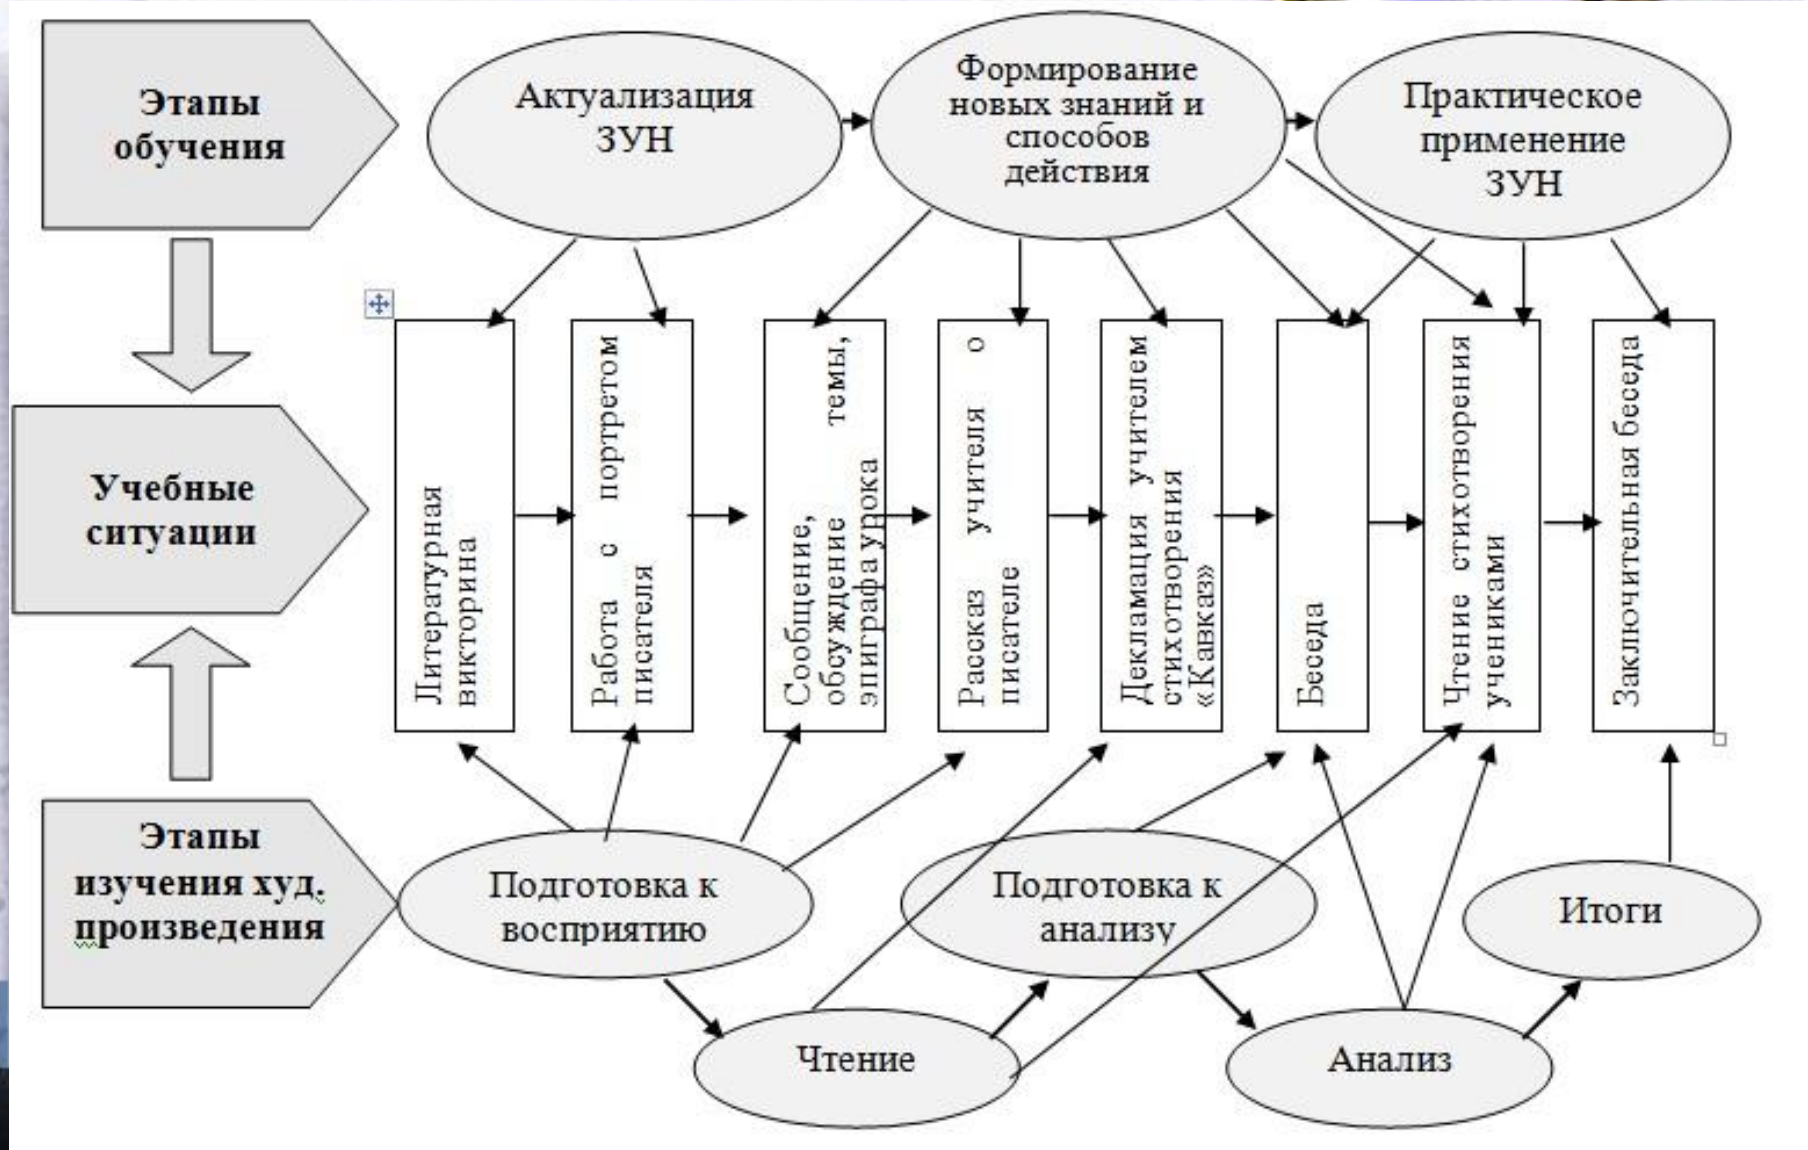 Этапы
обучения
Актуализация
ЗУН
Формирование
новых знаний и
способов
действия
Практическое
применение
ЗУН
Учебные
ситуации
Литературная
викторина
Работа с портретом
писателя
Сообщение,
обсуждение темы,
эпиграфа урока
Рассказ учителя о
писателе
Декламация учителем
стихотворения
«Кавказ»
Беседа
Чтение стихотворения
учениками
Заключительная беседа
Этапы
изучения худ.
произведения
Подготовка к
восприятию
Подготовка к
анализу
Итоги
Чтение
Анализ